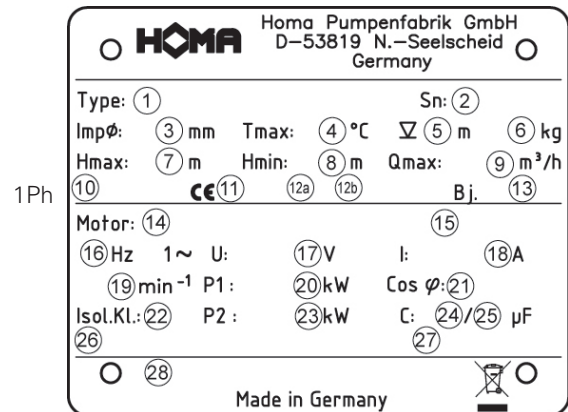 HOMA
Homa Pumpenfabrik GmbH
D-53819 N.-Seelscheid
Germany
Type: 1 Sn: 2
Impø: 3 mm Tmax: 4 °C 5 m 6 kg
Hmax: 7 m Hmin: 8 m Qmax: 9 m³/h
1Ph
10 CE 11 12a 12b Bj. 13
Motor: 14 15
16 Hz 1~ U: 17 V I: 18 A
19 min⁻¹ P1: 20 kW Cos φ: 21
Isol.Kl.: 22 P2: 23 kW C: 24/25 µF
26 27
28
Made in Germany